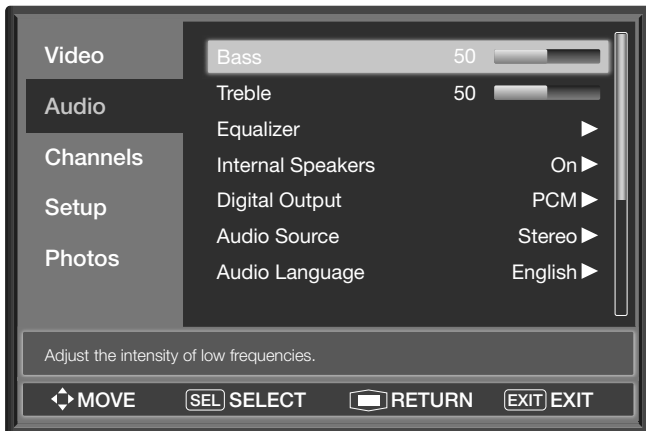 Video
Audio
Channels
Setup
Photos
Bass 50
Treble 50
Equalizer
Internal Speakers On
Digital Output PCM
Audio Source Stereo
Audio Language English
Adjust the intensity of low frequencies.
MOVE SEL SELECT RETURN EXIT EXIT